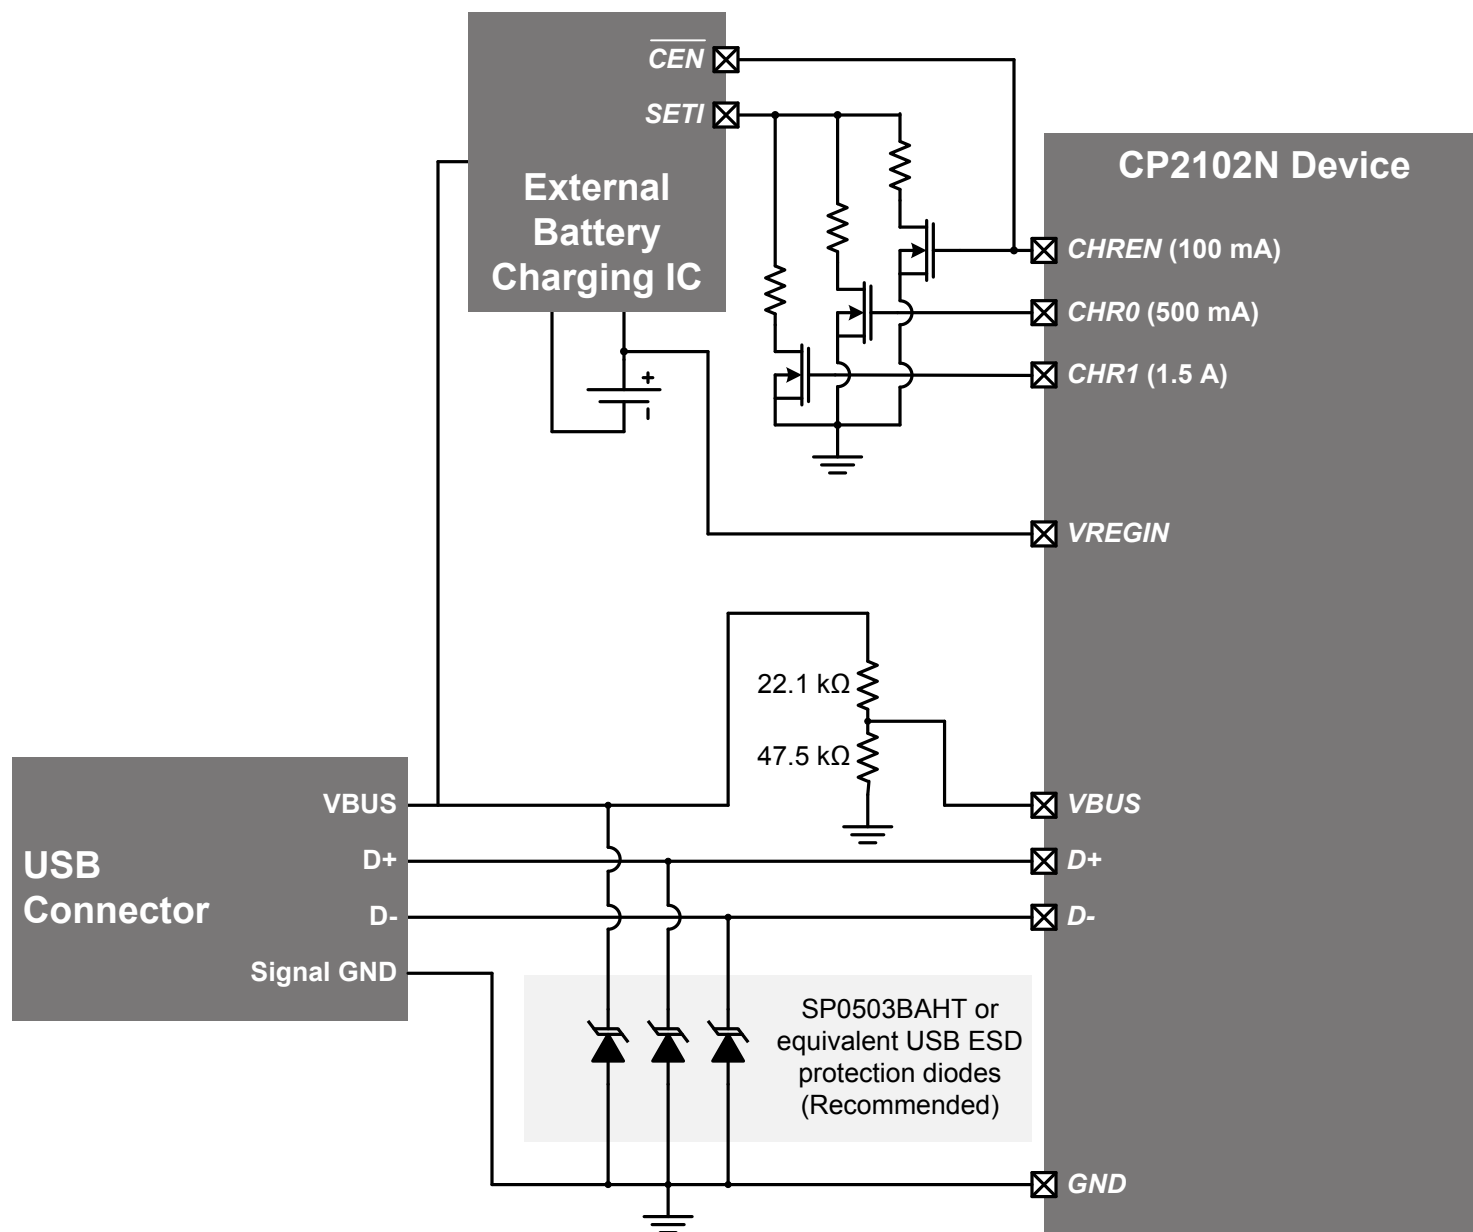 CEN
SETI
External
Battery
Charging IC
CP2102N Device
CHREN (100 mA)
CHR0 (500 mA)
CHR1 (1.5 A)
+
VREGIN
22.1 kΩ
47.5 kΩ
VBUS
VBUS
USB
Connector
D+
D+
D-
D-
Signal GND
SP0503BAHT or
equivalent USB ESD
protection diodes
(Recommended)
GND